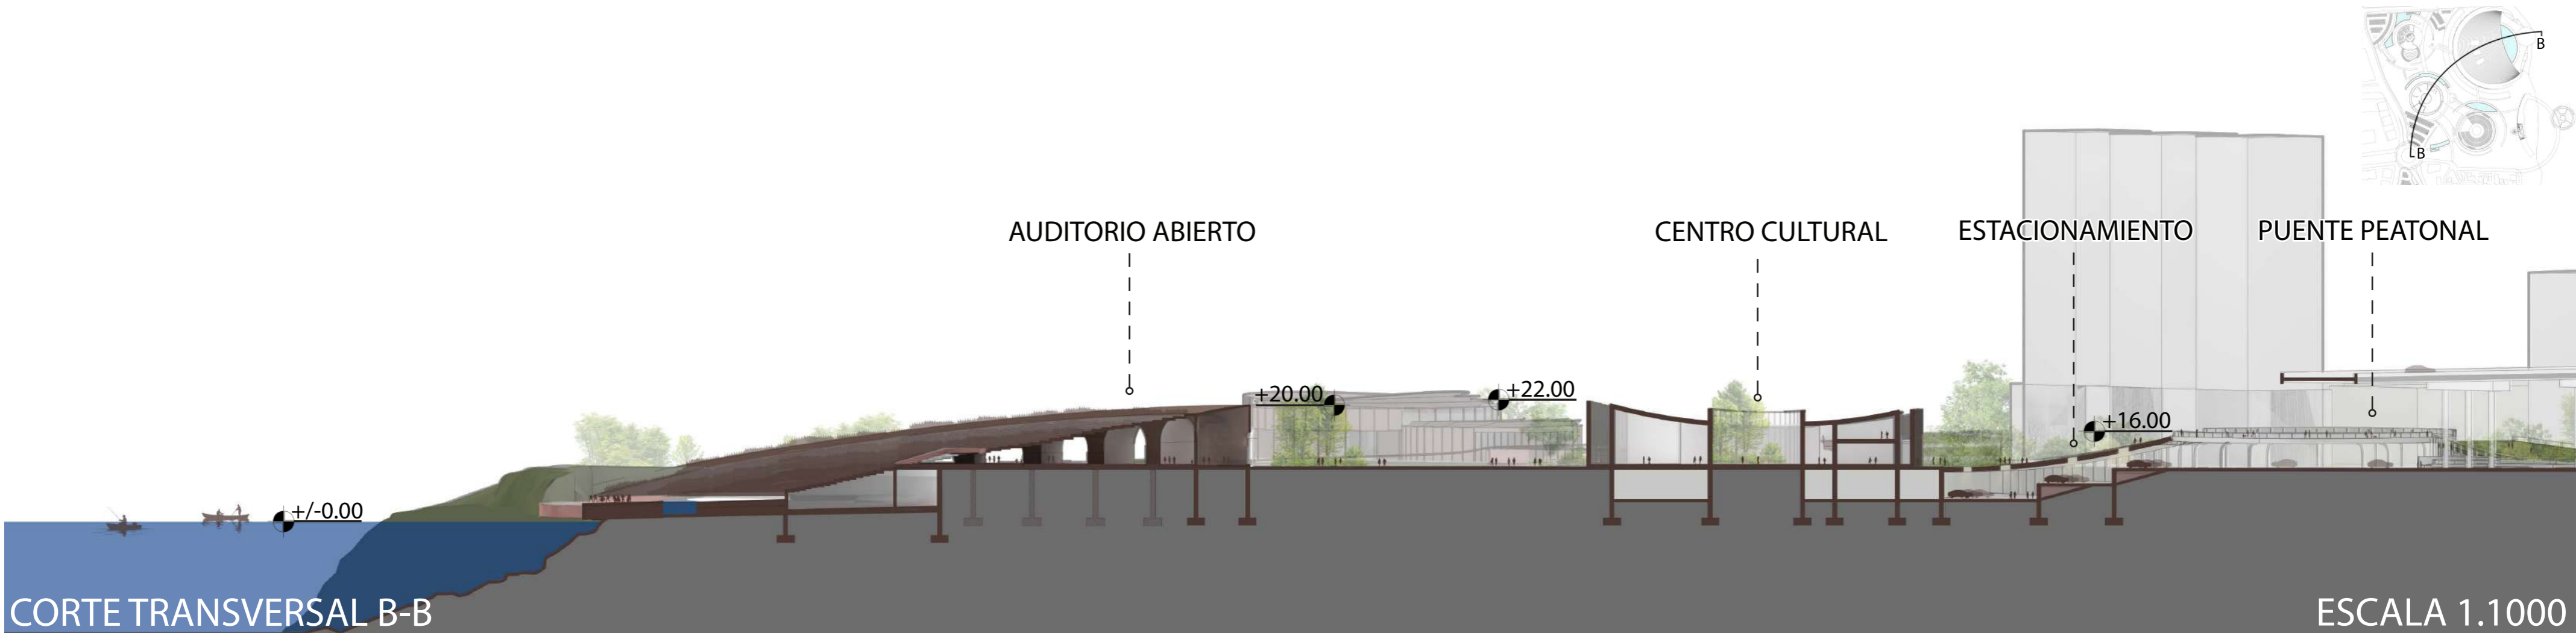 B
B
AUDITORIO ABIERTO
CENTRO CULTURAL
ESTACIONAMIENTO
PUENTE PEATONAL
+20.00
+22.00
+16.00
+/-0.00
CORTE TRANSVERSAL B-B
ESCALA 1.1000